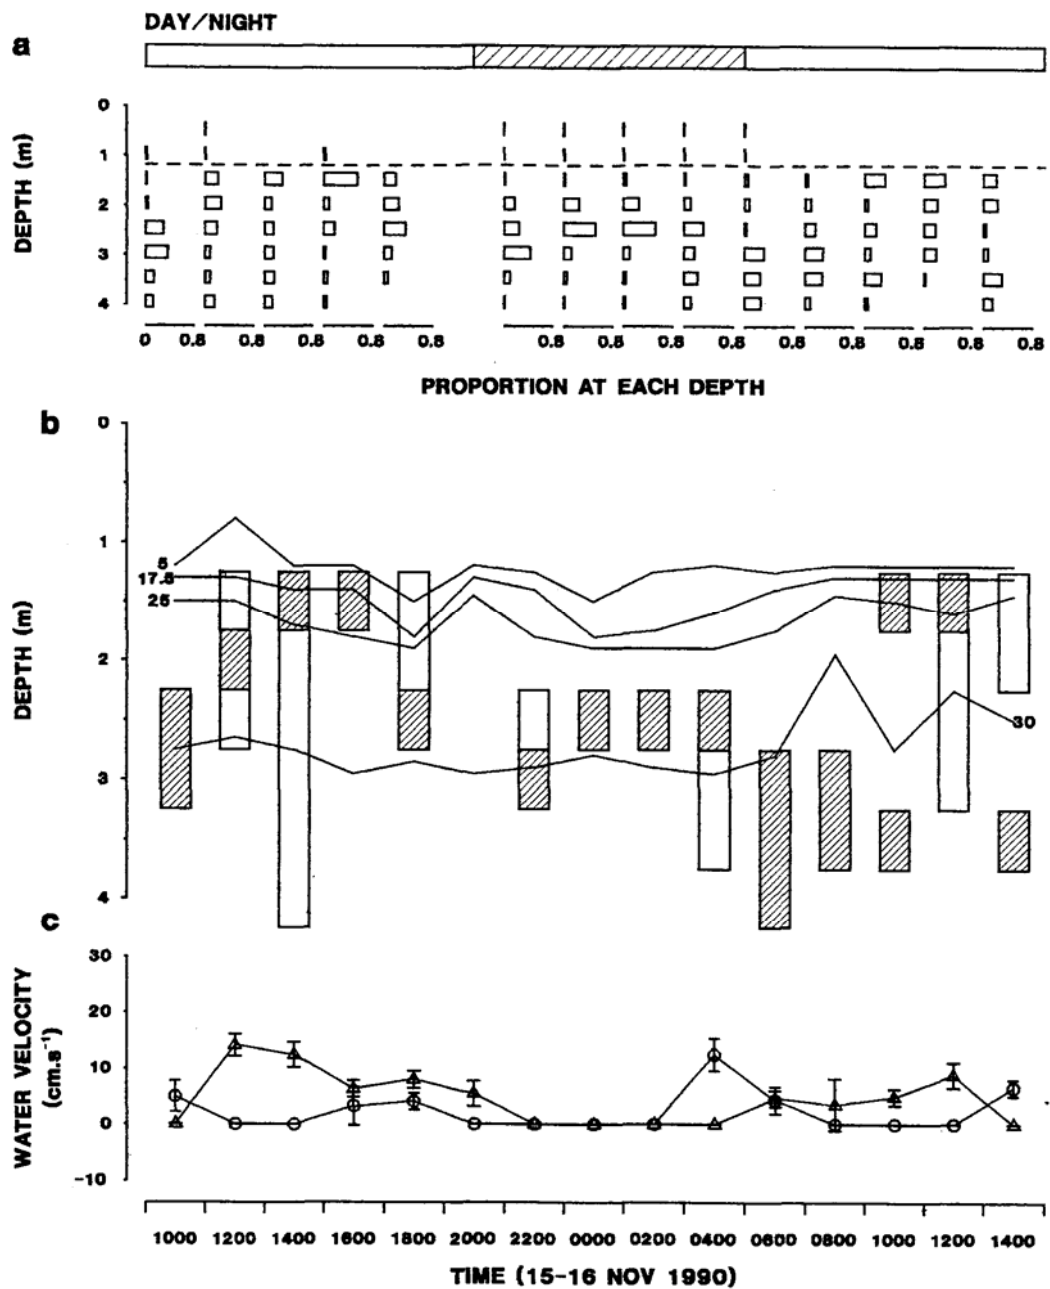 DAY/NIGHT
a
DEPTH (m)
0
1
2
3
4
0 0.8 0.8 0.8 0.8 0.8 0.8 0.8 0.8 0.8 0.8 0.8 0.8 0.8 0.8
PROPORTION AT EACH DEPTH
b
DEPTH (m)
0
1
2
3
4
5
17.5
25
30
c
WATER VELOCITY
(cm.s⁻¹)
30
20
10
0
-10
1000 1200 1400 1600 1800 2000 2200 0000 0200 0400 0600 0800 1000 1200 1400
TIME (15-16 NOV 1990)